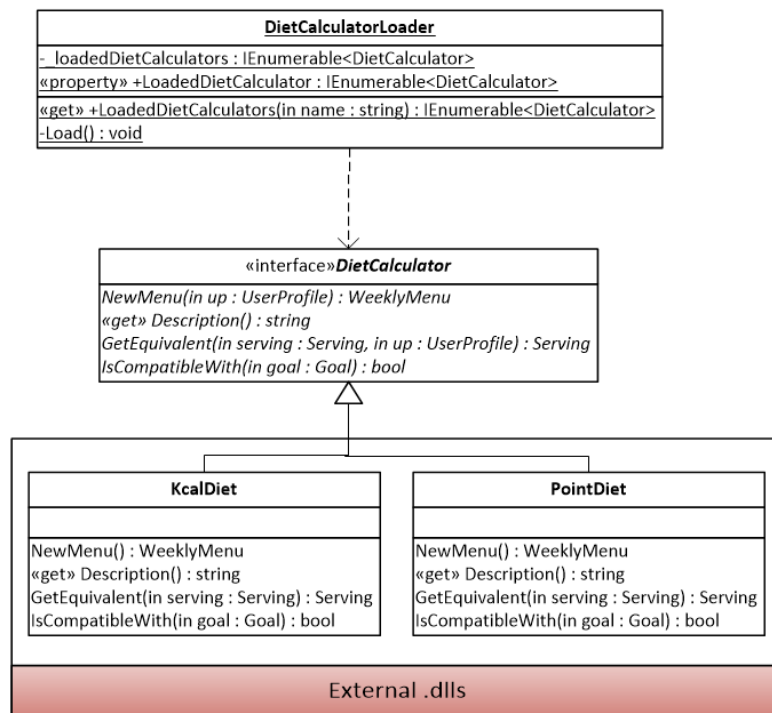 DietCalculatorLoader
- _loadedDietCalculators : IEnumerable<DietCalculator>
«property» +LoadedDietCalculator : IEnumerable<DietCalculator>
«get» +LoadedDietCalculators(in name : string) : IEnumerable<DietCalculator>
-Load() : void
«interface»DietCalculator
NewMenu(in up : UserProfile) : WeeklyMenu
«get» Description() : string
GetEquivalent(in serving : Serving, in up : UserProfile) : Serving
IsCompatibleWith(in goal : Goal) : bool
KcalDiet
NewMenu() : WeeklyMenu
«get» Description() : string
GetEquivalent(in serving : Serving) : Serving
IsCompatibleWith(in goal : Goal) : bool
PointDiet
NewMenu() : WeeklyMenu
«get» Description() : string
GetEquivalent(in serving : Serving) : Serving
IsCompatibleWith(in goal : Goal) : bool
External .dlls